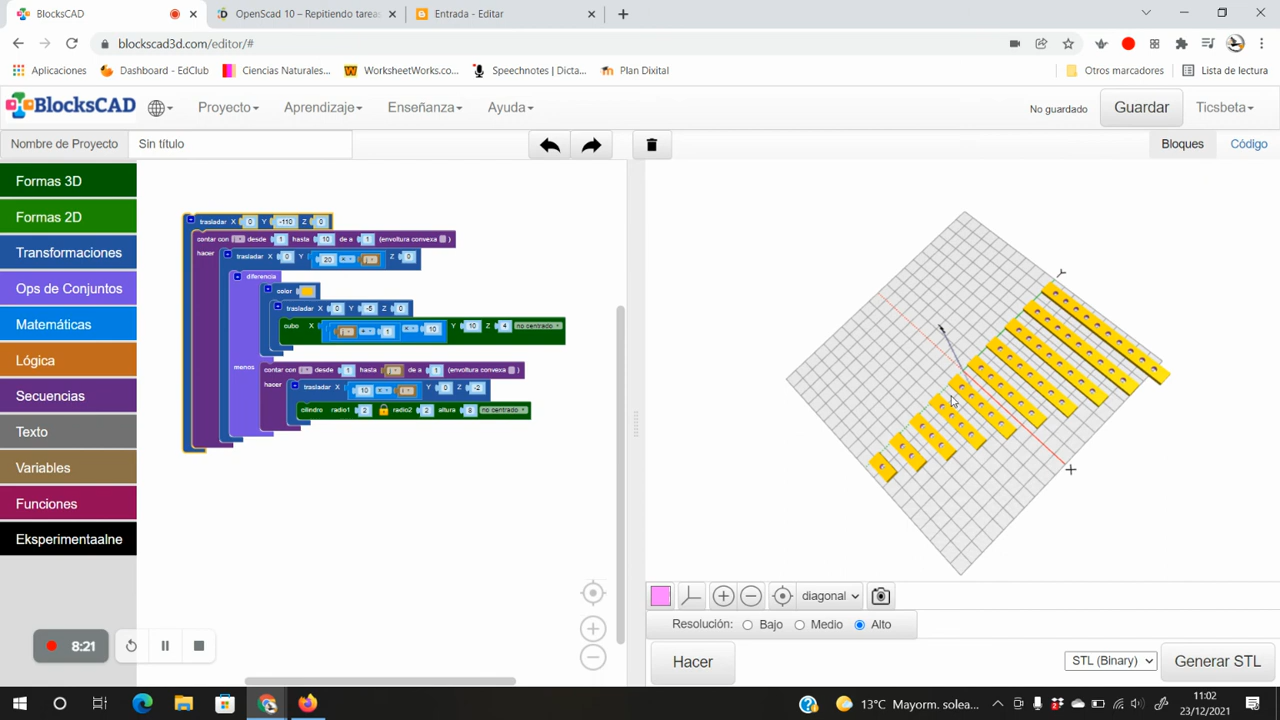 BlocksCAD
OpenScad 10 – Repitiendo tarea
Entrada - Editar
blockscad3d.com/editor/#
Aplicaciones
Dashboard - EdClub
Ciencias Naturales...
WorksheetWorks.co...
Speechnotes | Dicta...
Plan Dixital
Otros marcadores
Lista de lectura
BlocksCAD
Proyecto
Aprendizaje
Enseñanza
Ayuda
No guardado
Guardar
Ticsbeta
Nombre de Proyecto
Sin título
Bloques
Código
Formas 3D
Formas 2D
Transformaciones
Ops de Conjuntos
Matemáticas
Lógica
Secuencias
Texto
Variables
Funciones
Eksperimentaalne
trasladar X 0 Y -110 Z 0
contar con j desde 1 hasta 10 de a 1 (envoltura convexa )
hacer
trasladar X 0 Y 20 × j Z 0
diferencia
color
trasladar X 0 Y -5 Z 0
cubo X j + 1 × 10 Y 10 Z 4 no centrado
menos
contar con i desde 1 hasta j de a 1 (envoltura convexa )
hacer
trasladar X 10 × i Y 0 Z -2
cilindro radio1 2 radio2 2 altura 8 no centrado
Y
diagonal
Resolución:
Bajo
Medio
Alto
8:21
Hacer
STL (Binary)
Generar STL
13°C Mayorm. solea...
11:02
23/12/2021